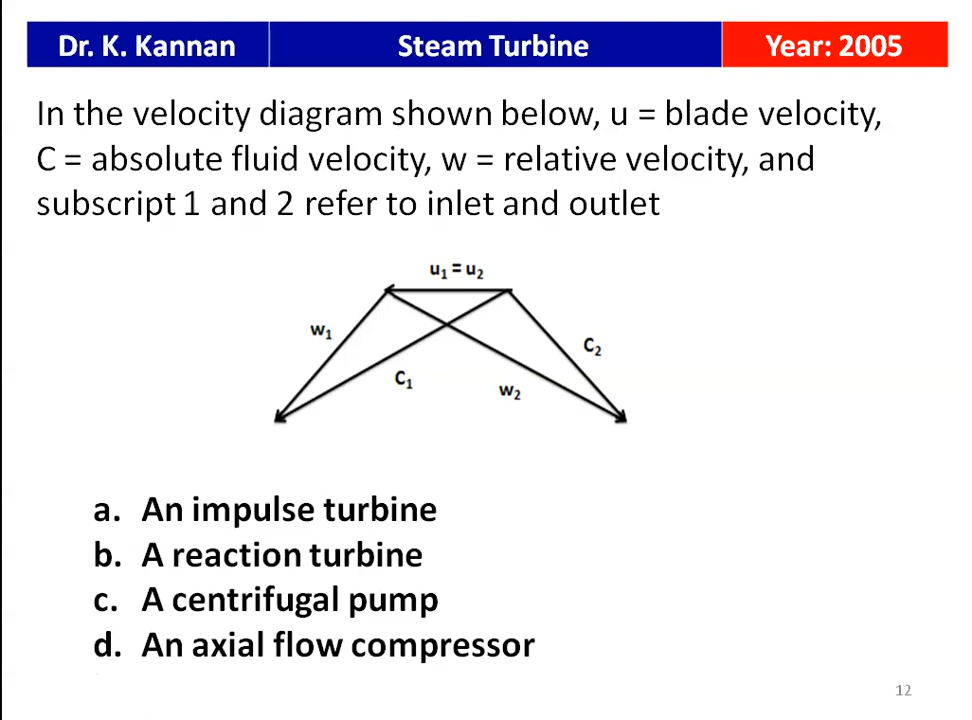 Dr. K. Kannan Steam Turbine Year: 2005
In the velocity diagram shown below, u = blade velocity,
C = absolute fluid velocity, w = relative velocity, and
subscript 1 and 2 refer to inlet and outlet
u₁ = u₂
w₁
C₂
C₁
w₂
a. An impulse turbine
b. A reaction turbine
c. A centrifugal pump
d. An axial flow compressor
12